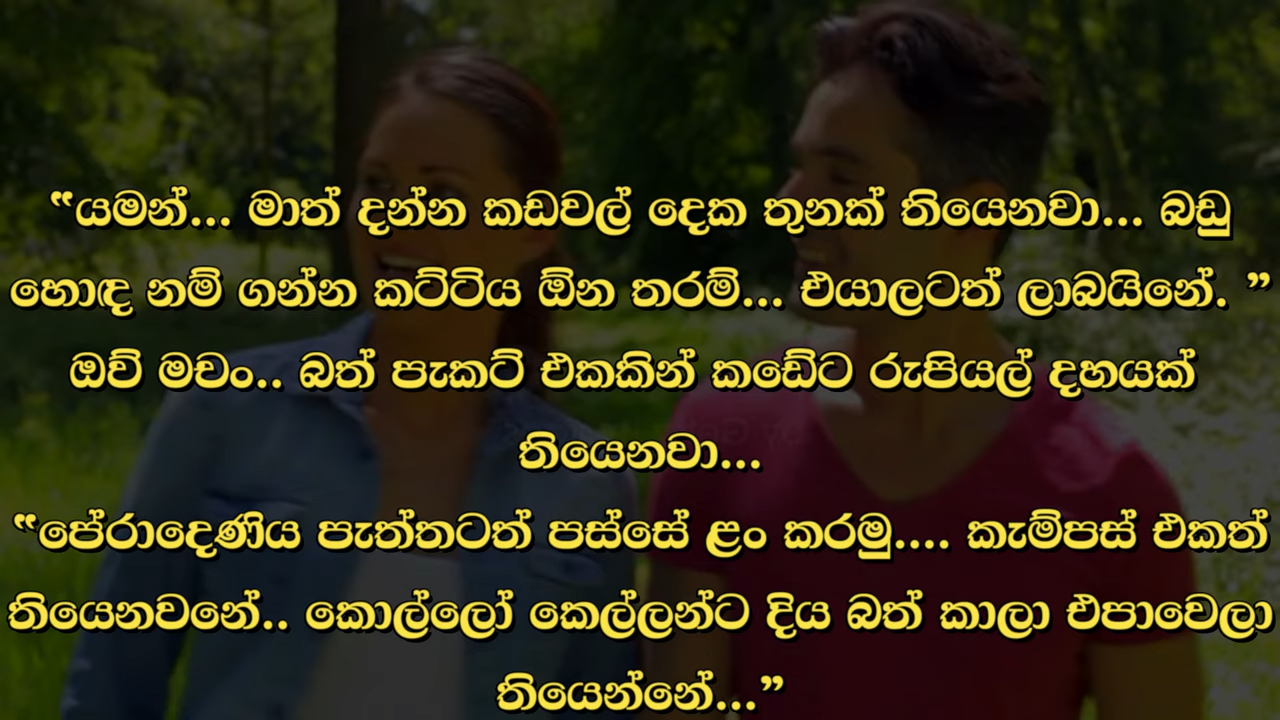 “යමන්... මාත් දන්න කඩවල් දෙක තුනක් තියෙනවා... බඩු
හොඳ නම් ගන්න කට්ටිය ඕන තරම්... එයාලටත් ලාබයිනේ. ”
ඔව් මචං.. බත් පැකට් එකකින් කඩේට රුපියල් දහයක්
තියෙනවා...
“පේරාදෙණිය පැත්තටත් පස්සේ ළං කරමු.... කැම්පස් එකත්
තියෙනවනේ.. කොල්ලෝ කෙල්ලන්ට දිය බත් කාලා එපාවෙලා
තියෙන්නේ...”